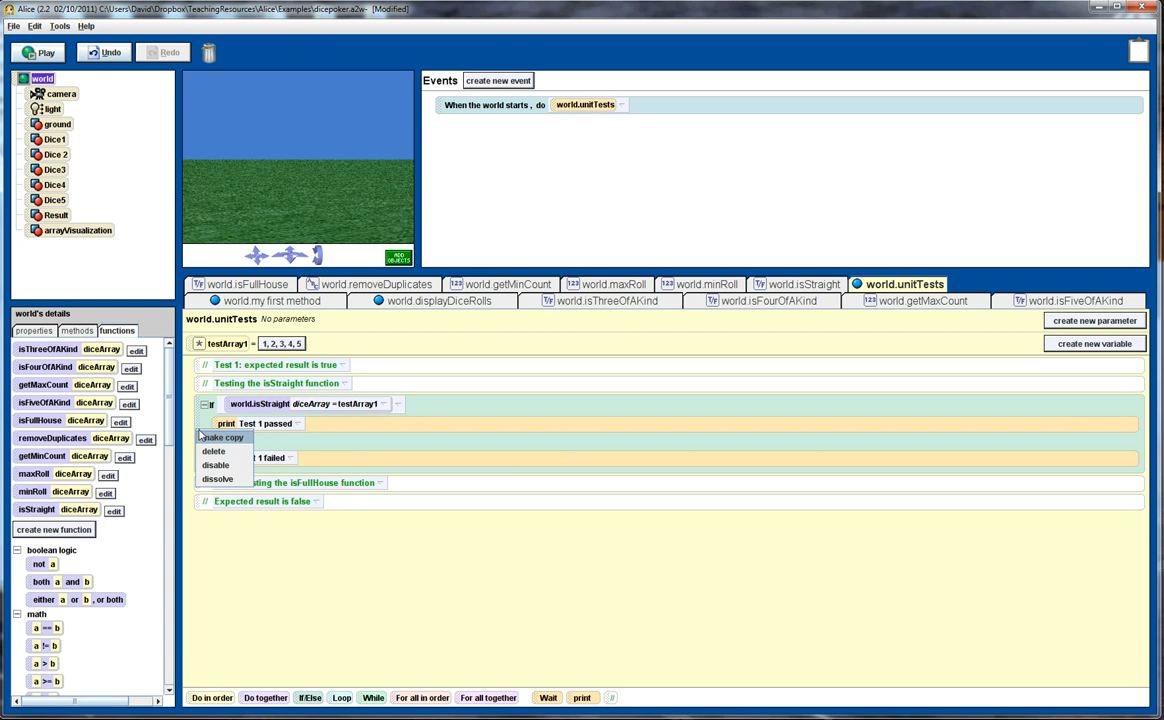 Alice (2.2 02/10/2011) C:\Users\David\Dropbox\TeachingResources\Alice\Examples\dicepoker.a2w- [Modified]
File Edit Tools Help
Play Undo Redo
world
camera
light
ground
Dice1
Dice 2
Dice3
Dice4
Dice5
Result
arrayVisualization
ADD OBJECTS
Events create new event
When the world starts , do world.unitTests
world's details
properties methods functions
isThreeOfAKind diceArray edit
isFourOfAKind diceArray edit
getMaxCount diceArray edit
isFiveOfAKind diceArray edit
isFullHouse diceArray edit
removeDuplicates diceArray edit
getMinCount diceArray edit
maxRoll diceArray edit
minRoll diceArray edit
isStraight diceArray edit
create new function
boolean logic
not a
both a and b
either a or b , or both
math
a == b
a != b
a > b
a >= b
world.isFullHouse world.removeDuplicates 123 world.getMinCount 123 world.maxRoll 123 world.minRoll T/F world.isStraight world.unitTests
world.my first method world.displayDiceRolls T/F world.isThreeOfAKind T/F world.isFourOfAKind 123 world.getMaxCount T/F world.isFiveOfAKind
world.unitTests No parameters create new parameter
testArray1 = 1, 2, 3, 4, 5 create new variable
// Test 1: expected result is true
// Testing the isStraight function
If world.isStraight diceArray = testArray1
print Test 1 passed
make copy
delete
disable
dissolve
1 failed
sting the isFullHouse function
// Expected result is false
Do in order Do together If/Else Loop While For all in order For all together Wait print //